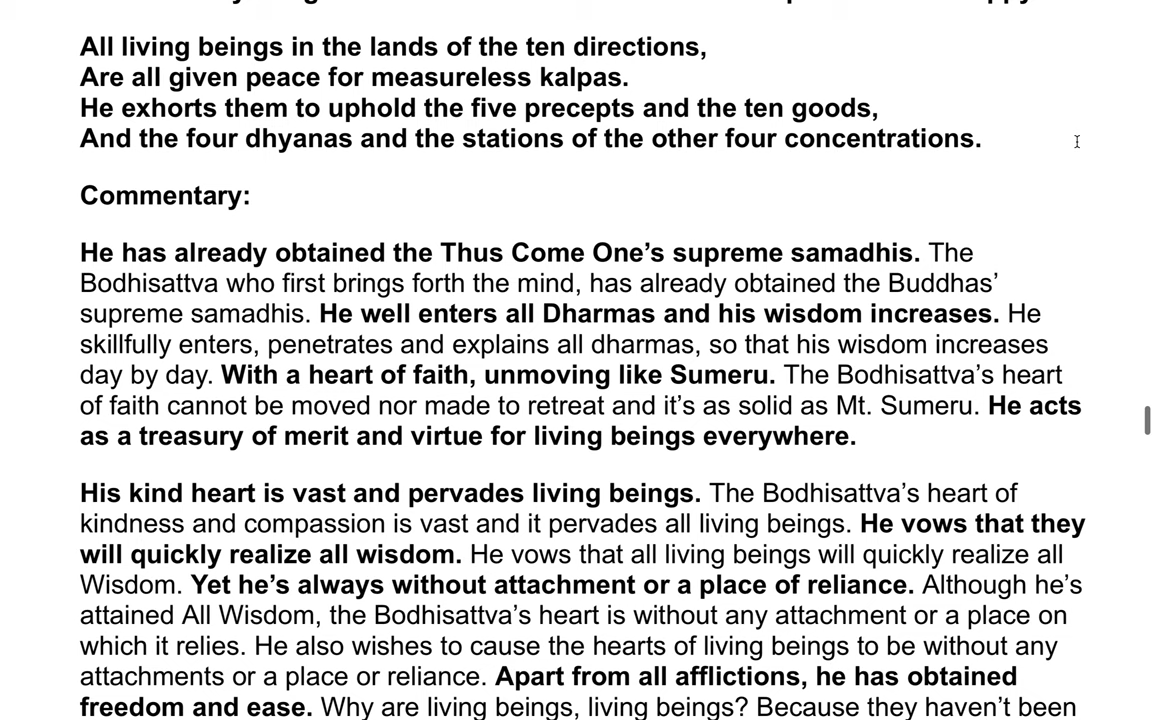 All living beings in the lands of the ten directions,
Are all given peace for measureless kalpas.
He exhorts them to uphold the five precepts and the ten goods,
And the four dhyanas and the stations of the other four concentrations.
Commentary:
He has already obtained the Thus Come One’s supreme samadhis. The
Bodhisattva who first brings forth the mind, has already obtained the Buddhas’
supreme samadhis. He well enters all Dharmas and his wisdom increases. He
skillfully enters, penetrates and explains all dharmas, so that his wisdom increases
day by day. With a heart of faith, unmoving like Sumeru. The Bodhisattva’s heart
of faith cannot be moved nor made to retreat and it’s as solid as Mt. Sumeru. He acts
as a treasury of merit and virtue for living beings everywhere.
His kind heart is vast and pervades living beings. The Bodhisattva’s heart of
kindness and compassion is vast and it pervades all living beings. He vows that they
will quickly realize all wisdom. He vows that all living beings will quickly realize all
Wisdom. Yet he’s always without attachment or a place of reliance. Although he’s
attained All Wisdom, the Bodhisattva’s heart is without any attachment or a place on
which it relies. He also wishes to cause the hearts of living beings to be without any
attachments or a place or reliance. Apart from all afflictions, he has obtained
freedom and ease. Why are living beings, living beings? Because they haven’t been